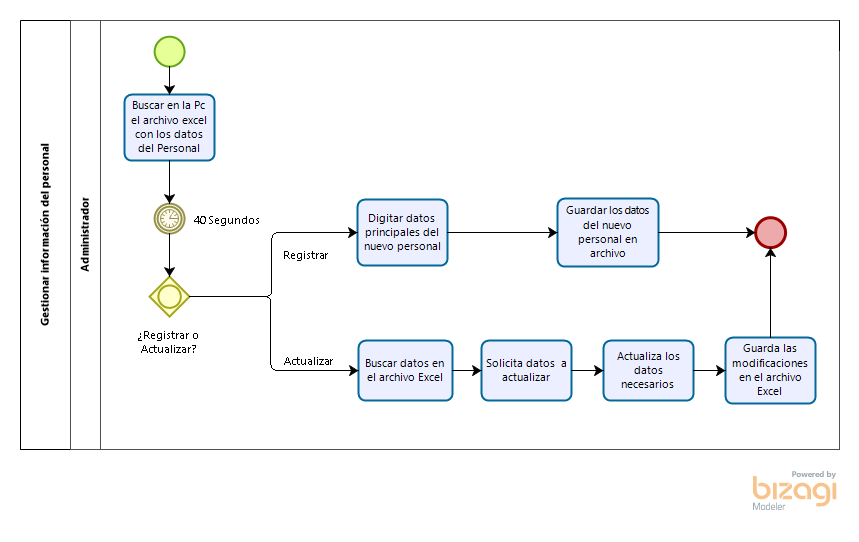 Gestionar información del personal
Administrador
Buscar en la Pc
el archivo excel
con los datos
del Personal
40 Segundos
¿Registrar o
Actualizar?
Registrar
Digitar datos
principales del
nuevo personal
Guardar los datos
del nuevo
personal en
archivo
Actualizar
Buscar datos en
el archivo Excel
Solicita datos a
actualizar
Actualiza los
datos
necesarios
Guarda las
modificaciones
en el archivo
Excel
Powered by
bizagi
Modeler